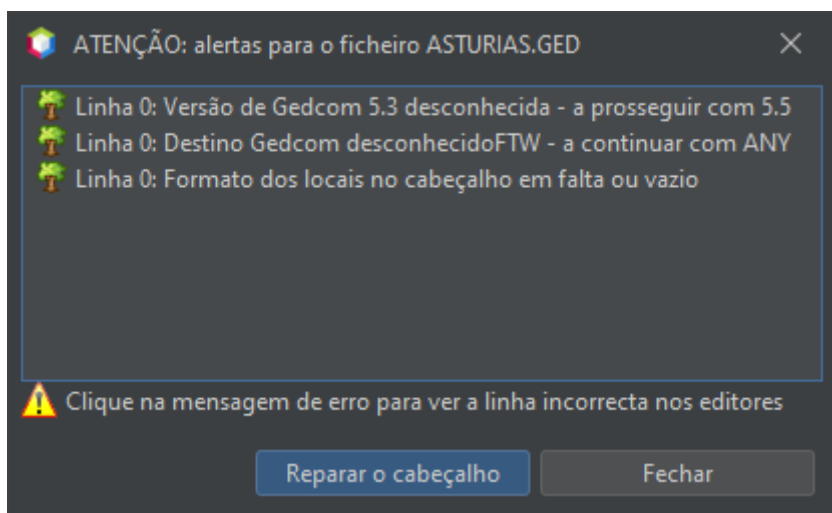 ATENÇÃO: alertas para o ficheiro ASTURIAS.GED
Linha 0: Versão de Gedcom 5.3 desconhecida - a prosseguir com 5.5
Linha 0: Destino Gedcom desconhecidoFTW - a continuar com ANY
Linha 0: Formato dos locais no cabeçalho em falta ou vazio
Clique na mensagem de erro para ver a linha incorrecta nos editores
Reparar o cabeçalho Fechar